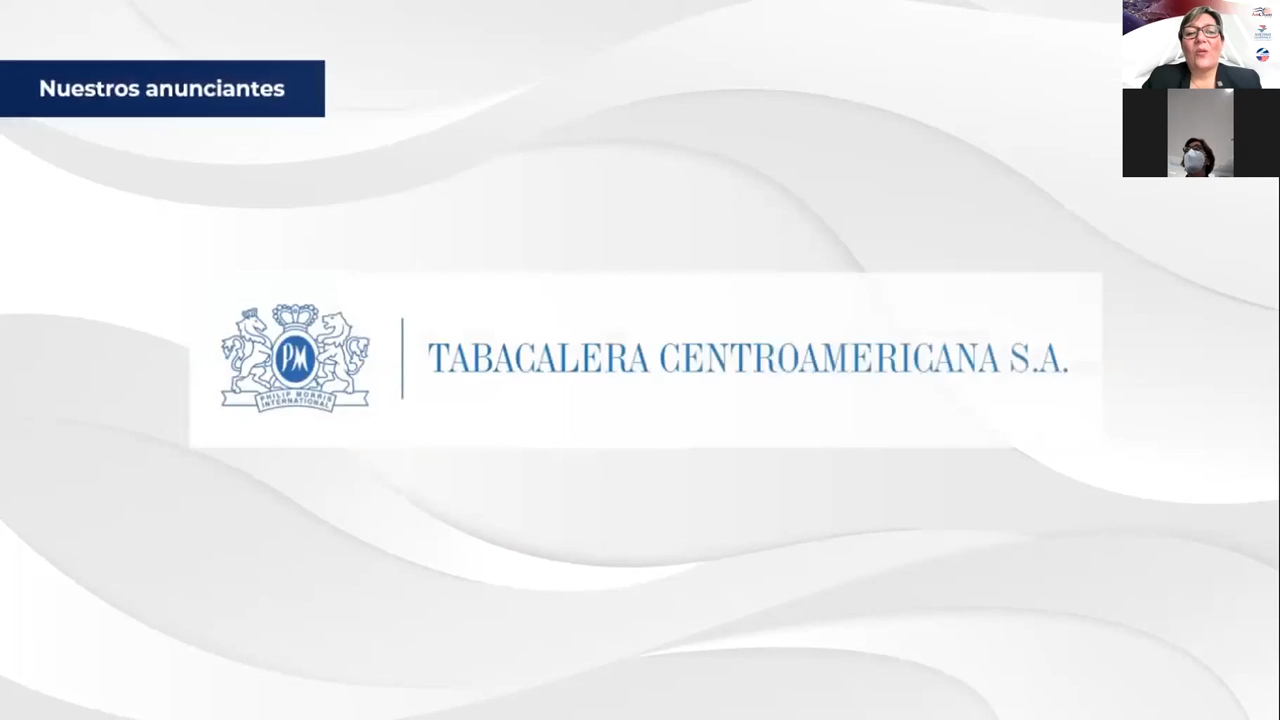 Nuestros anunciantes
PM
PHILIP MORRIS
INTERNATIONAL
TABACALERA CENTROAMERICANA S.A.